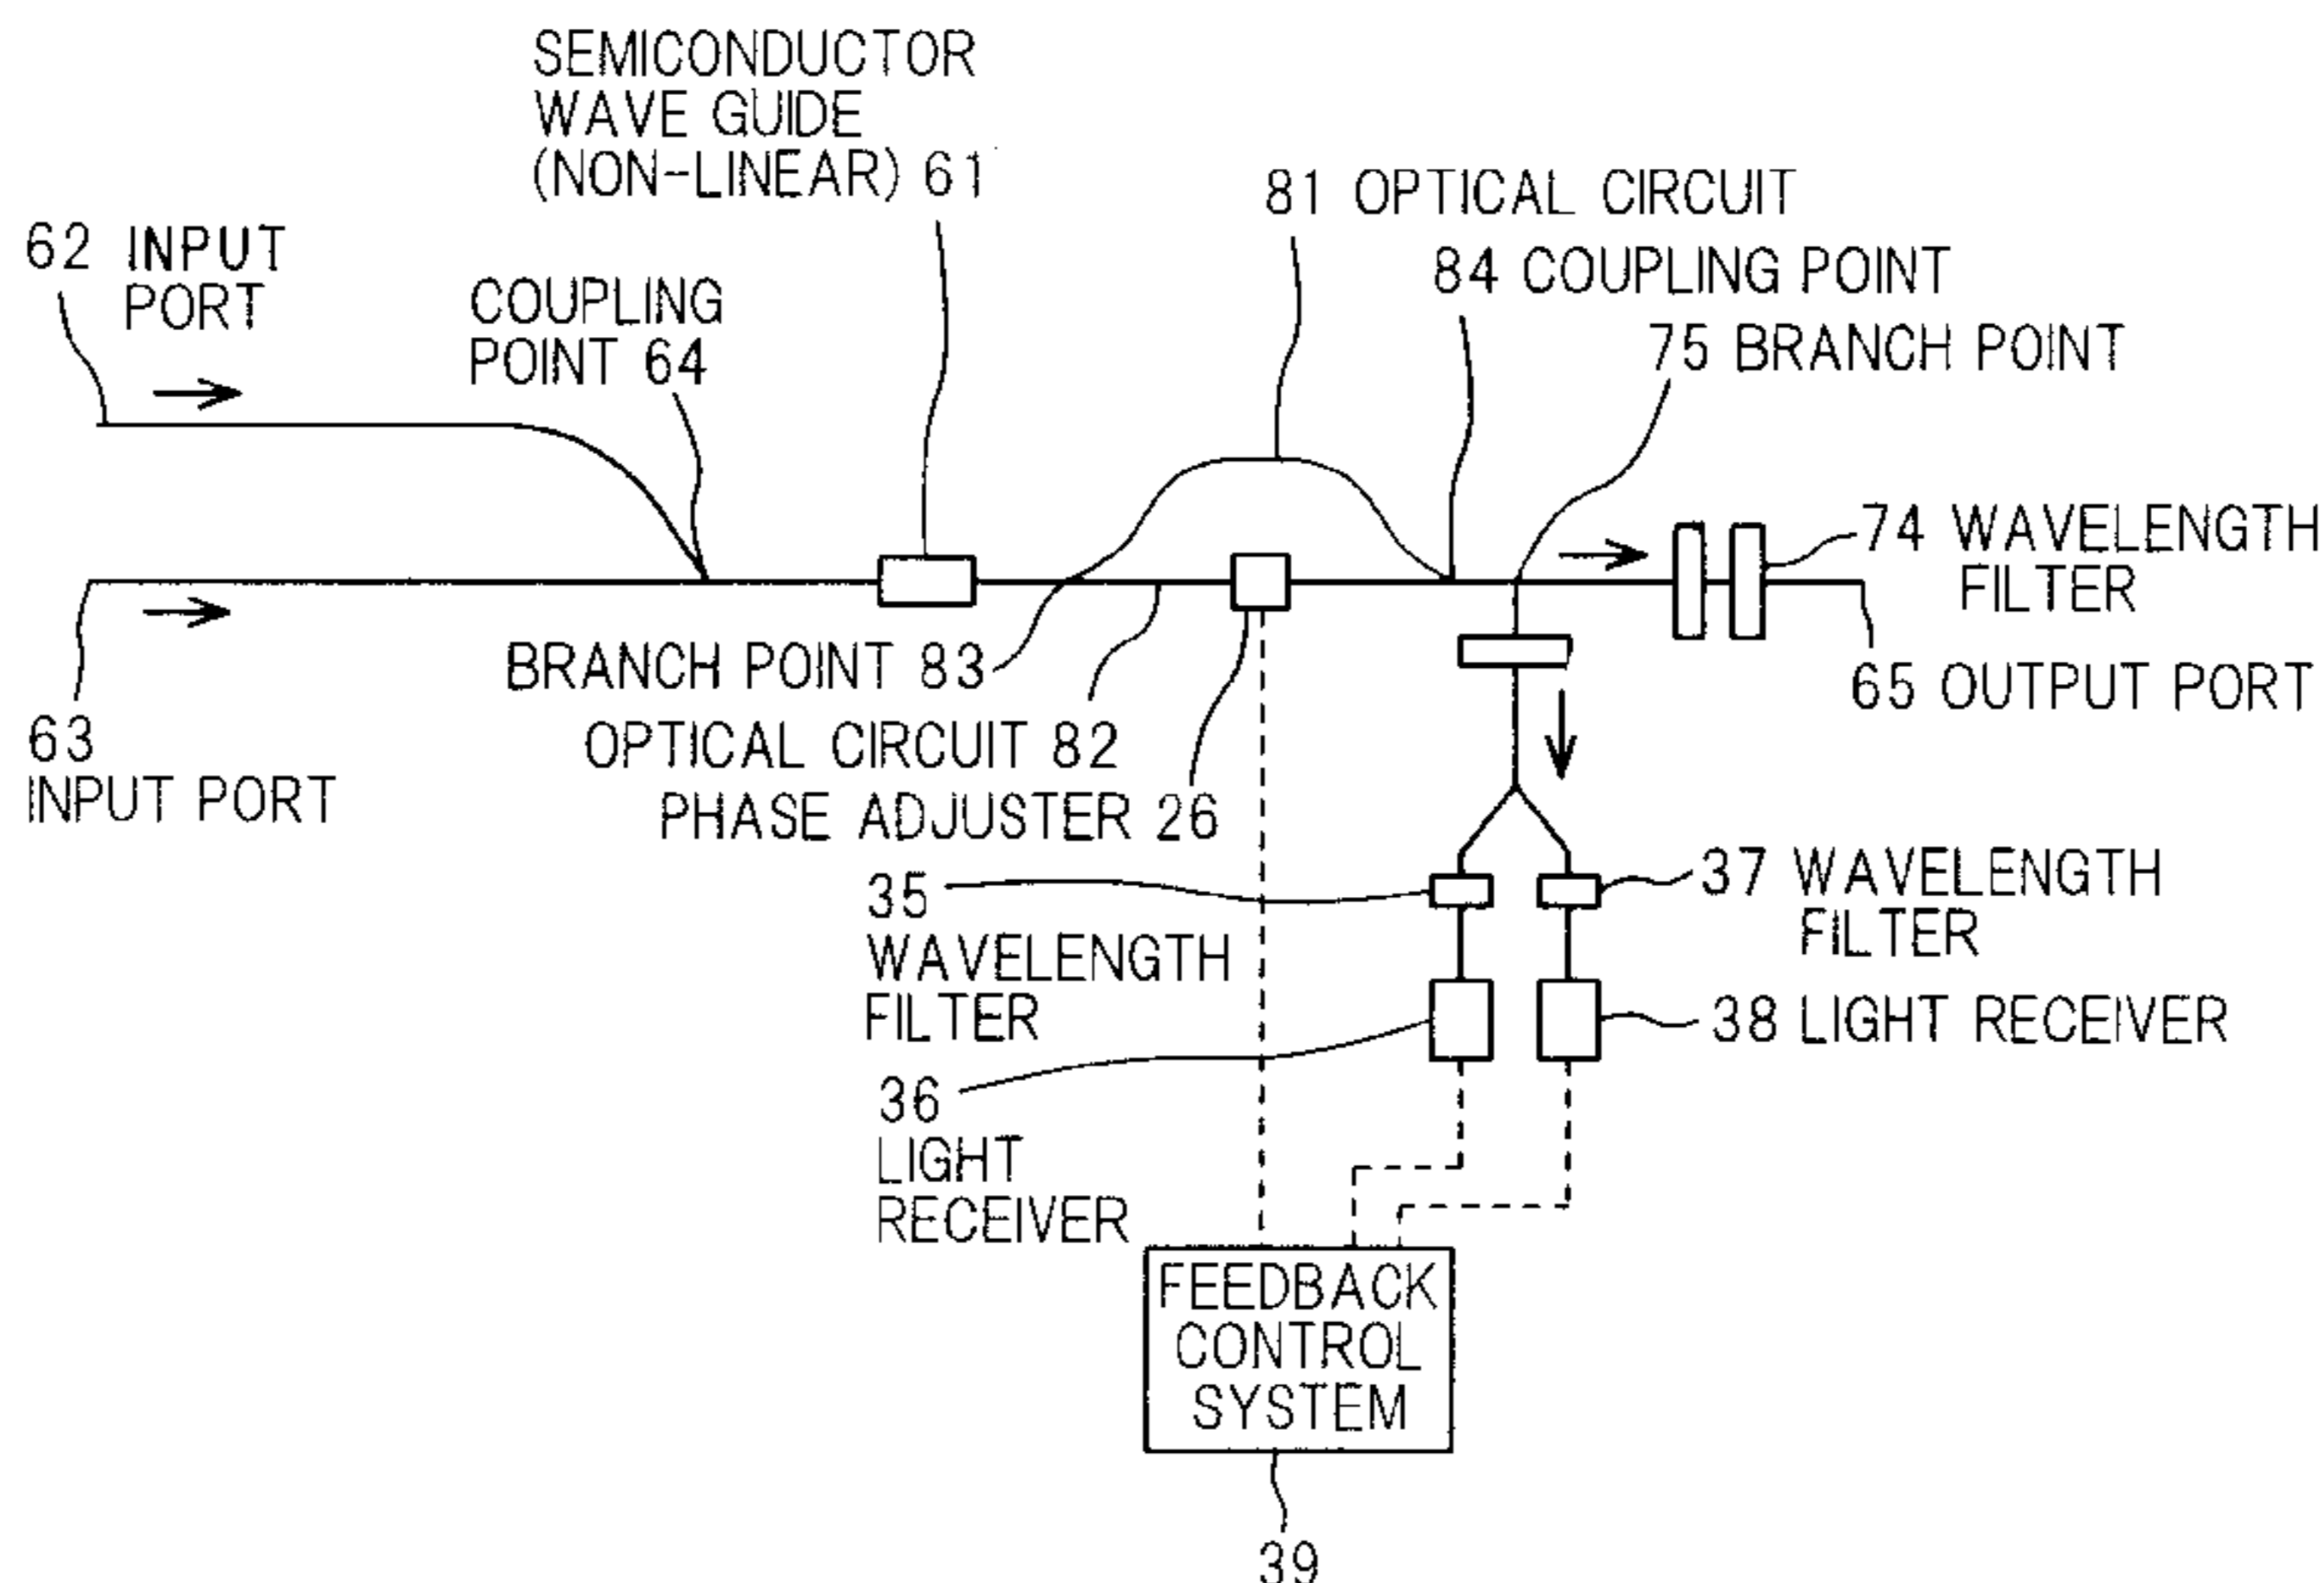 SEMICONDUCTOR
WAVE GUIDE
(NON-LINEAR) 61
81 OPTICAL CIRCUIT
62 INPUT
PORT
84 COUPLING POINT
COUPLING
POINT 64
75 BRANCH POINT
74 WAVELENGTH
FILTER
BRANCH POINT 83
65 OUTPUT PORT
63
INPUT PORT
OPTICAL CIRCUIT 82
PHASE ADJUSTER 26
35
WAVELENGTH
FILTER
37 WAVELENGTH
FILTER
38 LIGHT RECEIVER
36
LIGHT
RECEIVER
FEEDBACK
CONTROL
SYSTEM
39